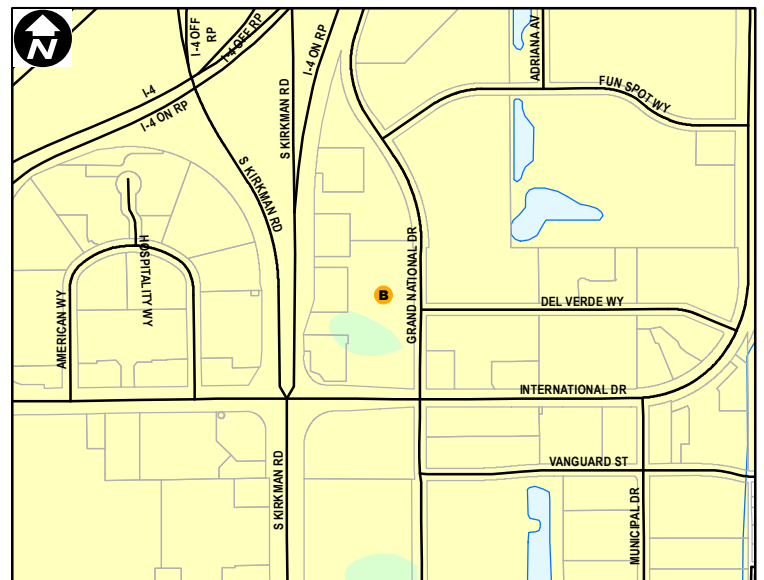 N
I-4 OFF
RP
I-4 OFF RP
I-4 ON RP
ADRIANA AV
FUN SPOT WY
I-4
I-4 ON RP
S KIRKMAN RD
S KIRKMAN RD
HOSPITALITY WY
AMERICAN WY
B
GRAND NATIONAL DR
DEL VERDE WY
INTERNATIONAL DR
S KIRKMAN RD
VANGUARD ST
MUNICIPAL DR